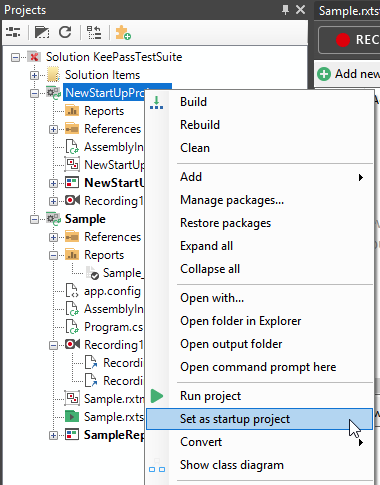 Projects
Sample.rxts
REC
Solution KeePassTestSuite
Add new
Solution Items
NewStartUpPro
Reports
References
AssemblyIn
NewStartU
NewStartU
Recording1
Sample
References
Reports
Sample_
app.config
AssemblyIn
Program.cs
Recording1
Recordi
Recordi
Sample.rxtm
Sample.rxts
SampleRep
Build
Rebuild
Clean
Add
Manage packages...
Restore packages
Expand all
Collapse all
Open with...
Open folder in Explorer
Open output folder
Open command prompt here
Run project
Set as startup project
Convert
Show class diagram